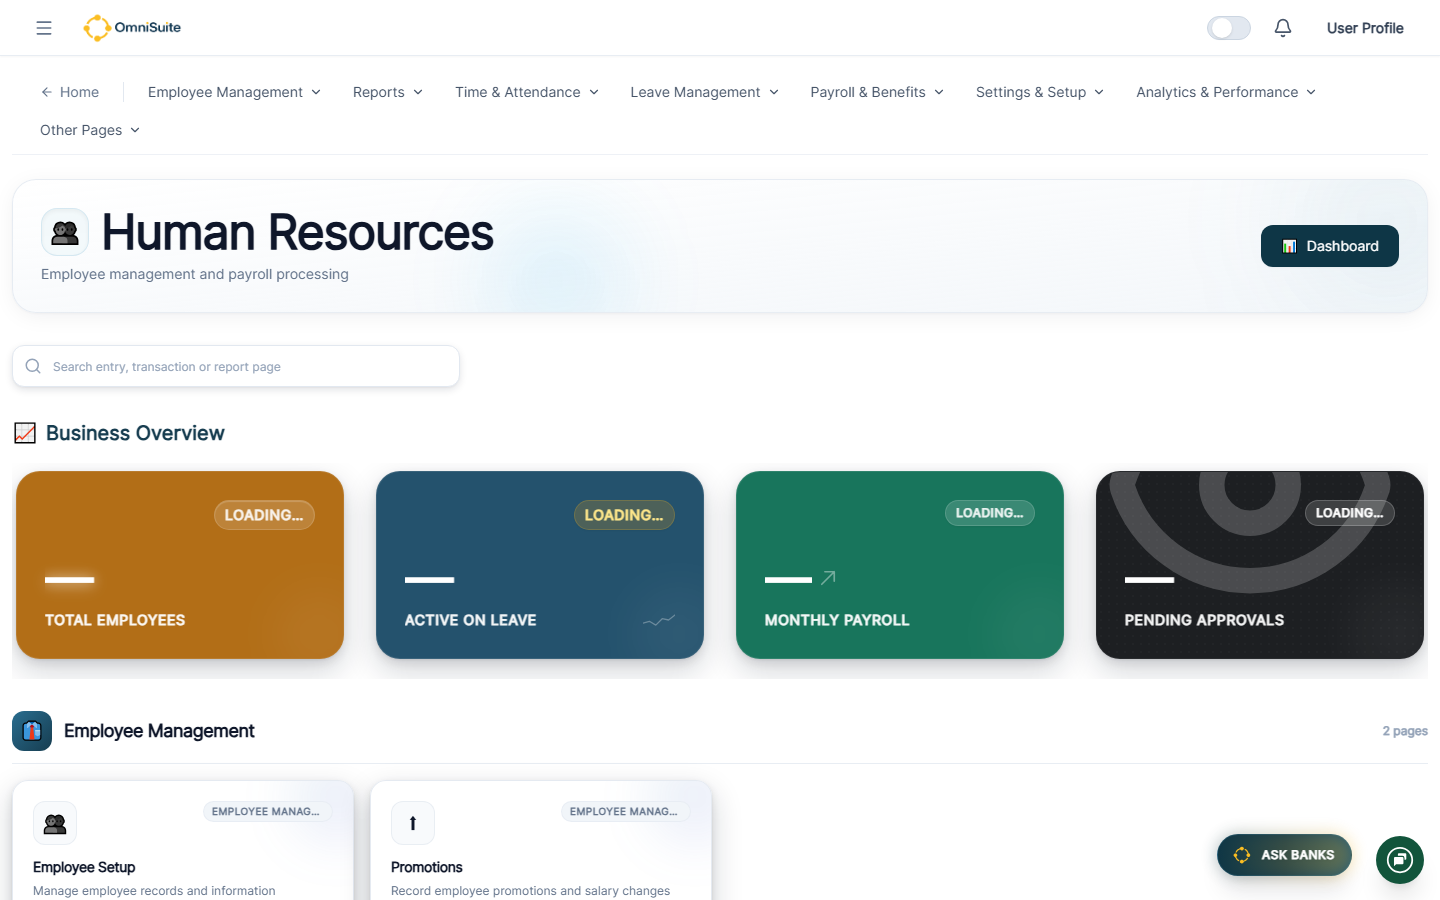 OmniSuite
User Profile
Home
Employee Management
Reports
Time & Attendance
Leave Management
Payroll & Benefits
Settings & Setup
Analytics & Performance
Other Pages
Human Resources
Employee management and payroll processing
Dashboard
Search entry, transaction or report page
Business Overview
LOADING...
TOTAL EMPLOYEES
LOADING...
ACTIVE ON LEAVE
LOADING...
MONTHLY PAYROLL
LOADING...
PENDING APPROVALS
Employee Management
2 pages
EMPLOYEE MANAG...
Employee Setup
Manage employee records and information
EMPLOYEE MANAG...
Promotions
Record employee promotions and salary changes
ASK BANKS